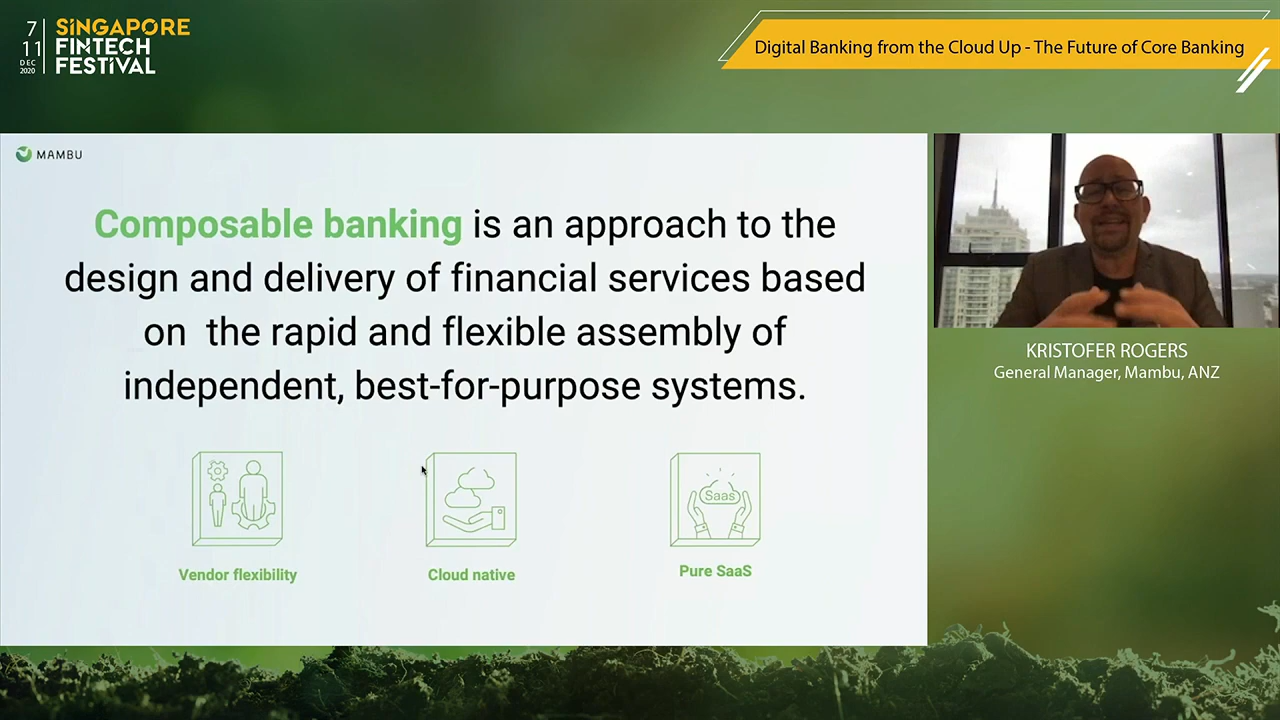 7
11
DEC
2020
SINGAPORE
FINTECH
FESTIVAL
Digital Banking from the Cloud Up - The Future of Core Banking
MAMBU
Composable banking is an approach to the
design and delivery of financial services based
on the rapid and flexible assembly of
independent, best-for-purpose systems.
Saas
Vendor flexibility
Cloud native
Pure SaaS
KRISTOFER ROGERS
General Manager, Mambu, ANZ